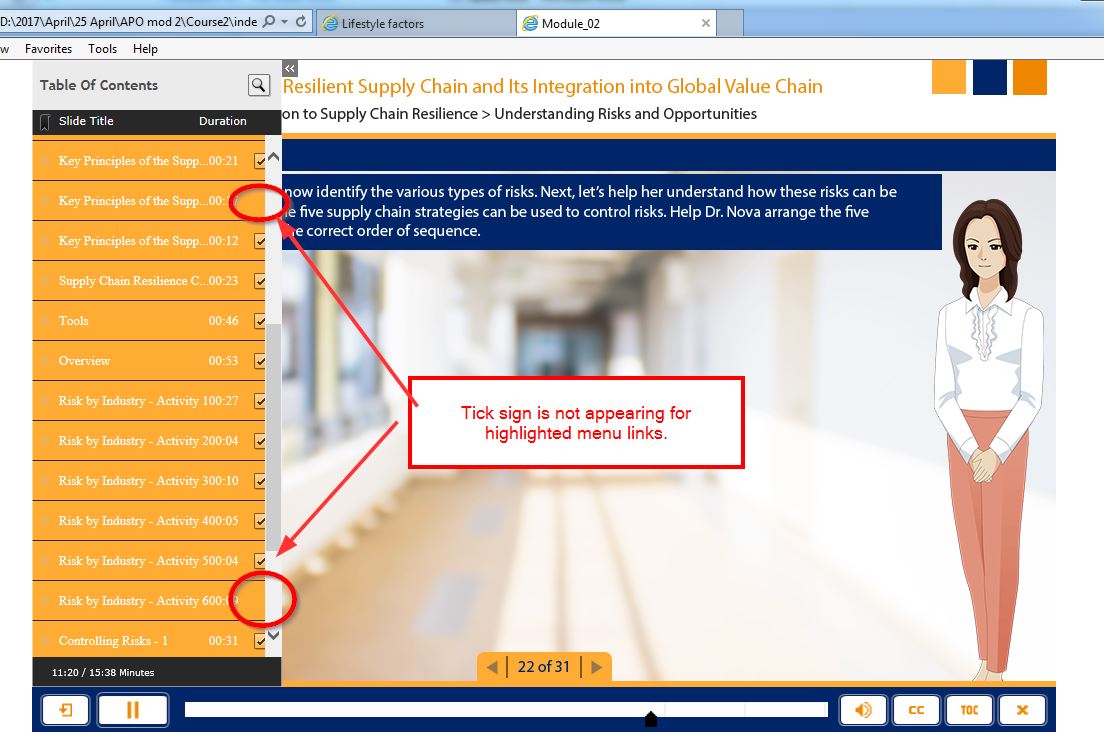 D:\2017\April\25 April\APO mod 2\Course2\inde
Lifestyle factors
Module_02
w Favorites Tools Help
Table Of Contents
Resilient Supply Chain and Its Integration into Global Value Chain
on to Supply Chain Resilience > Understanding Risks and Opportunities
Slide Title Duration
Key Principles of the Supp...00:21
Key Principles of the Supp...
Key Principles of the Supp...00:12
Supply Chain Resilience C...00:23
Tools 00:46
Overview 00:53
Risk by Industry - Activity 100:27
Risk by Industry - Activity 200:04
Risk by Industry - Activity 300:10
Risk by Industry - Activity 400:05
Risk by Industry - Activity 500:04
Risk by Industry - Activity 6
Controlling Risks - 1 00:31
11:20 / 15:38 Minutes
now identify the various types of risks. Next, let's help her understand how these risks can be
five supply chain strategies can be used to control risks. Help Dr. Nova arrange the five
correct order of sequence.
Tick sign is not appearing for
highlighted menu links.
22 of 31
CC
TOC